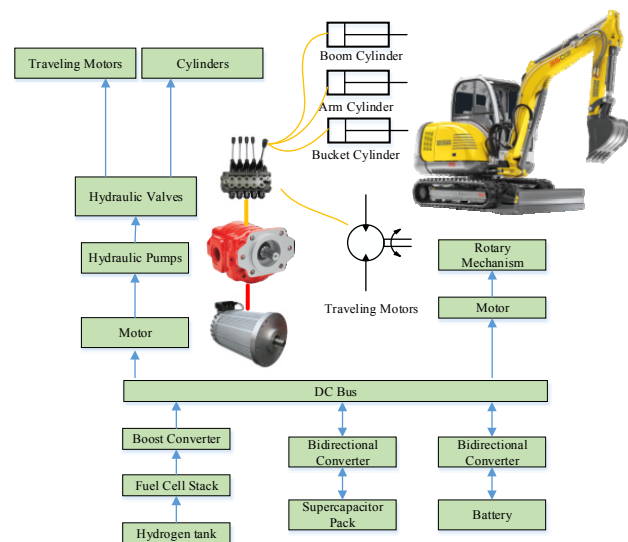 Boom Cylinder
Traveling Motors
Cylinders
Arm Cylinder
Bucket Cylinder
Hydraulic Valves
Hydraulic Pumps
Rotary
Mechanism
Traveling Motors
Motor
Motor
DC Bus
Boost Converter
Bidirectional
Converter
Bidirectional
Converter
Fuel Cell Stack
Supercapacitor
Pack
Battery
Hydrogen tank